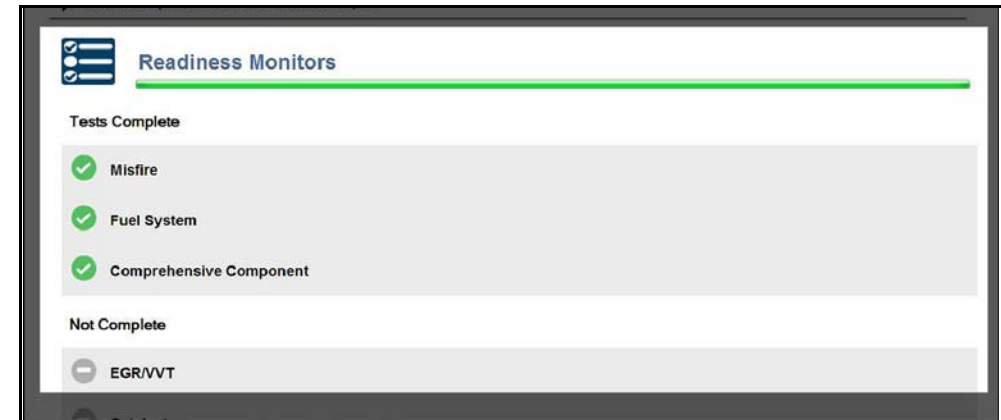 Readiness Monitors
Tests Complete
Misfire
Fuel System
Comprehensive Component
Not Complete
EGR/VVT